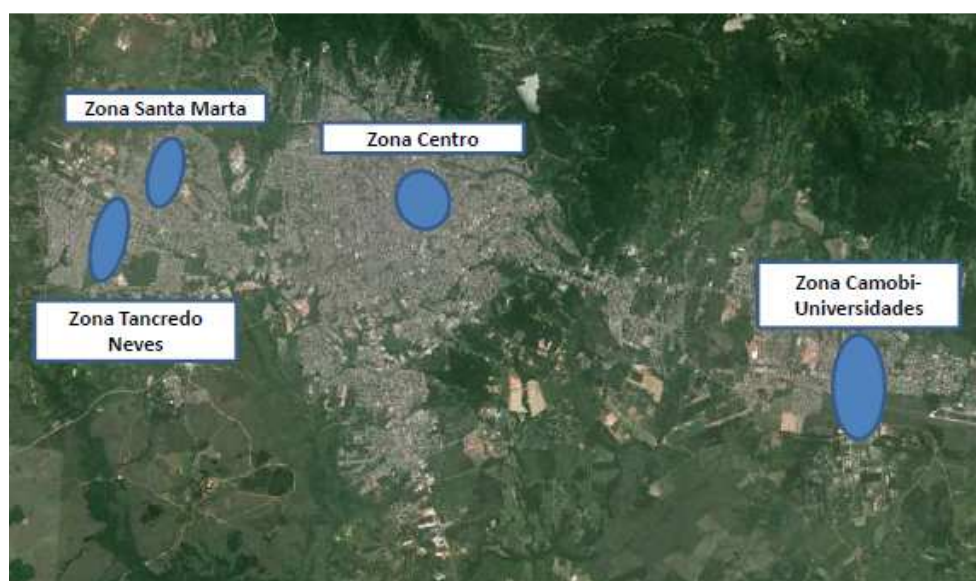 Zona Santa Marta
Zona Centro
Zona Tancredo
Neves
Zona Camobi-
Universidades